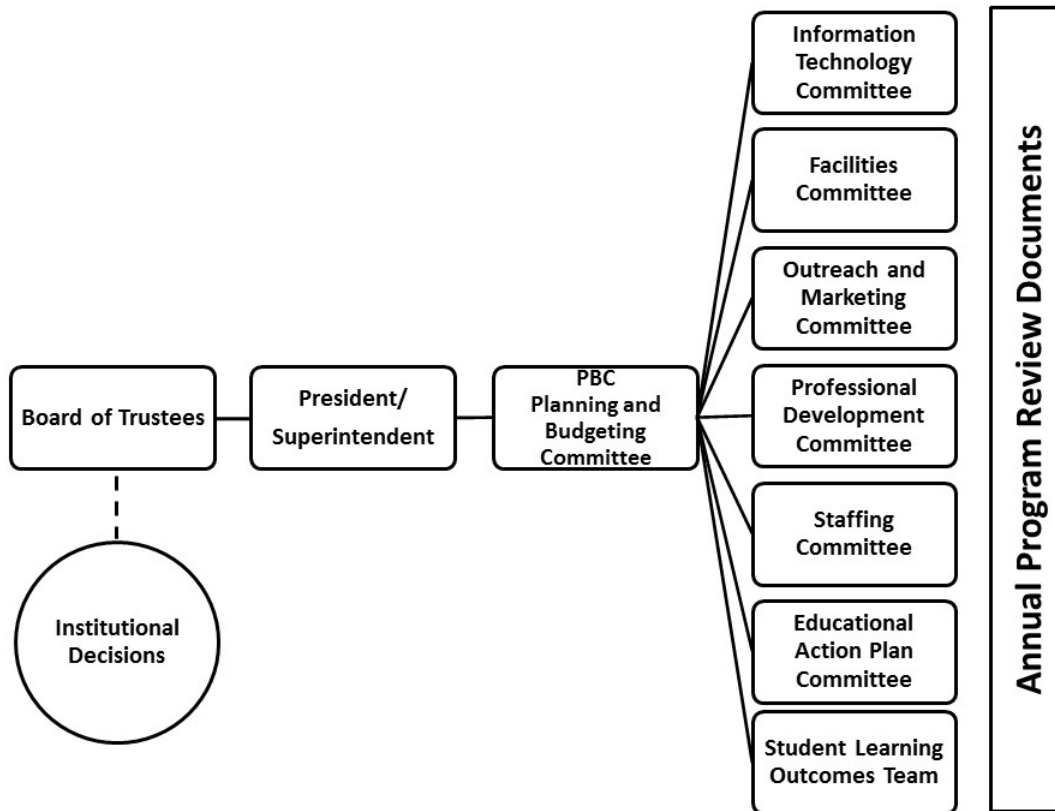 Information
Technology
Committee
Facilities
Committee
Outreach and
Marketing
Committee
Board of Trustees
President/
Superintendent
PBC
Planning and
Budgeting
Committee
Professional
Development
Committee
Staffing
Committee
Institutional
Decisions
Educational
Action Plan
Committee
Student Learning
Outcomes Team
Annual Program Review Documents